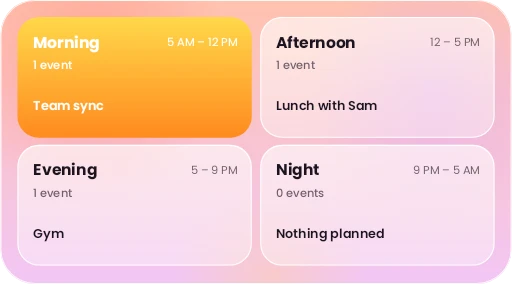 Morning 5 AM – 12 PM
1 event
Team sync
Afternoon 12 – 5 PM
1 event
Lunch with Sam
Evening 5 – 9 PM
1 event
Gym
Night 9 PM – 5 AM
0 events
Nothing planned